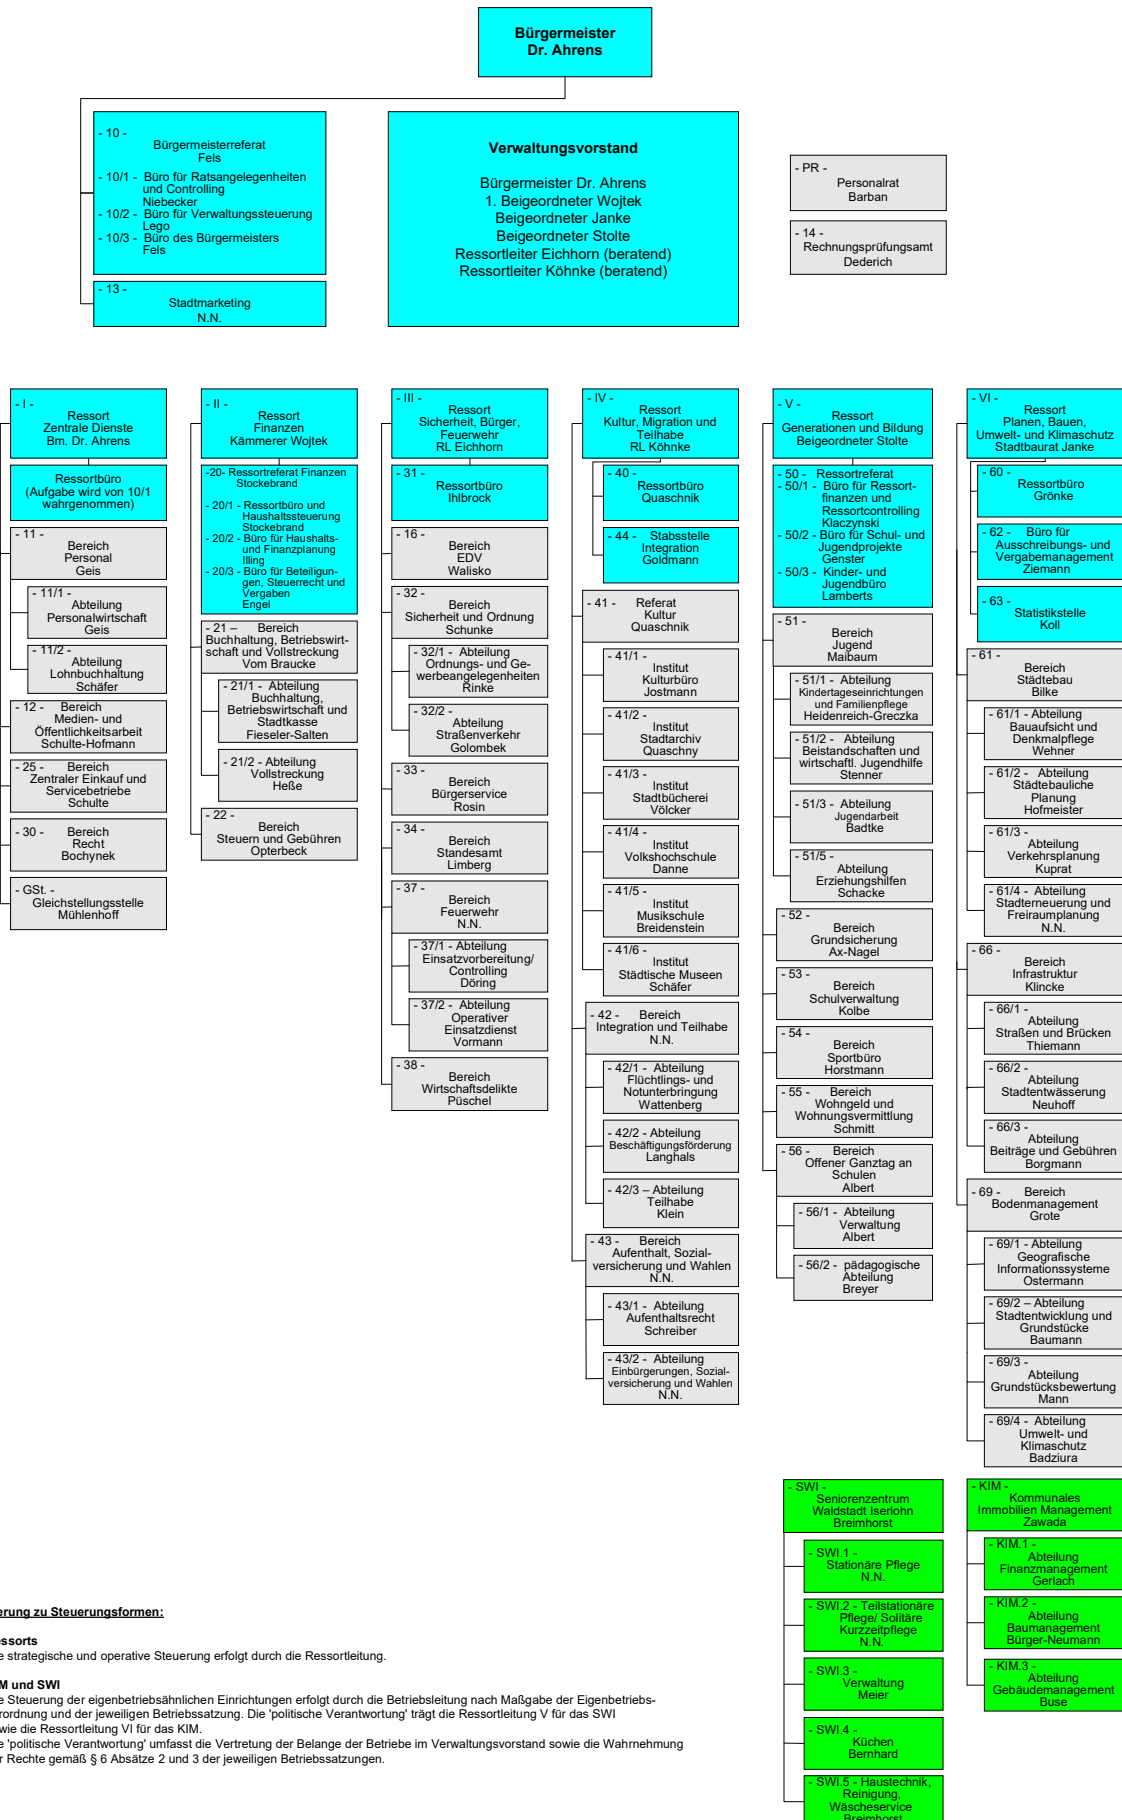 Bürgermeister
Dr. Ahrens
- 10 -
Bürgermeisterreferat
Fels
- 10/1 - Büro für Ratsangelegenheiten
und Controlling
Niebecker
- 10/2 - Büro für Verwaltungssteuerung
Lego
- 10/3 - Büro des Bürgermeisters
Fels
- 13 -
Stadtmarketing
N.N.
Verwaltungsvorstand
Bürgermeister Dr. Ahrens
1. Beigeordneter Wojtek
Beigeordneter Janke
Beigeordneter Stolte
Ressortleiter Eichhorn (beratend)
Ressortleiter Köhnke (beratend)
- PR -
Personalrat
Barban
- 14 -
Rechnungsprüfungsamt
Dederich
- I -
Ressort
Zentrale Dienste
Bm. Dr. Ahrens
Ressortbüro
(Aufgabe wird von 10/1
wahrgenommen)
- 11 -
Bereich
Personal
Geis
- 11/1 -
Abteilung
Personalwirtschaft
Geis
- 11/2 -
Abteilung
Lohnbuchhaltung
Schäfer
- 12 - Bereich
Medien- und
Öffentlichkeitsarbeit
Schulte-Hofmann
- 25 - Bereich
Zentraler Einkauf und
Servicebetriebe
Schulte
- 30 - Bereich
Recht
Bochynek
- GSt. -
Gleichstellungsstelle
Mühlenhoff
- II -
Ressort
Finanzen
Kämmerer Wojtek
-20- Ressortreferat Finanzen
Stockebrand
- 20/1 - Ressortbüro und
Haushaltssteuerung
Stockebrand
- 20/2 - Büro für Haushalts-
und Finanzplanung
Illing
- 20/3 - Büro für Beteiligun-
gen, Steuerrecht und
Vergaben
Engel
- 21 – Bereich
Buchhaltung, Betriebswirt-
schaft und Vollstreckung
Vom Braucke
- 21/1 - Abteilung
Buchhaltung,
Betriebswirtschaft und
Stadtkasse
Fieseler-Salten
- 21/2 - Abteilung
Vollstreckung
Heße
- 22 -
Bereich
Steuern und Gebühren
Opterbeck
- III -
Ressort
Sicherheit, Bürger,
Feuerwehr
RL Eichhorn
- 31 -
Ressortbüro
Ihlbrock
- 16 -
Bereich
EDV
Walisko
- 32 -
Bereich
Sicherheit und Ordnung
Schunke
- 32/1 - Abteilung
Ordnungs- und Ge-
werbeangelegenheiten
Rinke
- 32/2 -
Abteilung
Straßenverkehr
Golombek
- 33 -
Bereich
Bürgerservice
Rosin
- 34 -
Bereich
Standesamt
Limberg
- 37 -
Bereich
Feuerwehr
N.N.
- 37/1 - Abteilung
Einsatzvorbereitung/
Controlling
Döring
- 37/2 - Abteilung
Operativer
Einsatzdienst
Vormann
- 38 -
Bereich
Wirtschaftsdelikte
Püschel
- IV -
Ressort
Kultur, Migration und
Teilhabe
RL Köhnke
- 40 -
Ressortbüro
Quaschnik
- 44 - Stabsstelle
Integration
Goldmann
- 41 - Referat
Kultur
Quaschnik
- 41/1 -
Institut
Kulturbüro
Jostmann
- 41/2 -
Institut
Stadtarchiv
Quaschny
- 41/3 -
Institut
Stadtbücherei
Völcker
- 41/4 -
Institut
Volkshochschule
Danne
- 41/5 -
Institut
Musikschule
Breidenstein
- 41/6 -
Institut
Städtische Museen
Schäfer
- 42 - Bereich
Integration und Teilhabe
N.N.
- 42/1 - Abteilung
Flüchtlings- und
Notunterbringung
Wattenberg
- 42/2 - Abteilung
Beschäftigungsförderung
Langhals
- 42/3 – Abteilung
Teilhabe
Klein
- 43 - Bereich
Aufenthalt, Sozial-
versicherung und Wahlen
N.N.
- 43/1 - Abteilung
Aufenthaltsrecht
Schreiber
- 43/2 - Abteilung
Einbürgerungen, Sozial-
versicherung und Wahlen
N.N.
- V -
Ressort
Generationen und Bildung
Beigeordneter Stolte
- 50 - Ressortreferat
- 50/1 - Büro für Ressort-
finanzen und
Ressortcontrolling
Klaczynski
- 50/2 - Büro für Schul- und
Jugendprojekte
Genster
- 50/3 - Kinder- und
Jugendbüro
Lamberts
- 51 -
Bereich
Jugend
Maibaum
- 51/1 - Abteilung
Kindertageseinrichtungen
und Familienpflege
Heidenreich-Greczka
- 51/2 - Abteilung
Beistandschaften und
wirtschaftl. Jugendhilfe
Stenner
- 51/3 - Abteilung
Jugendarbeit
Badtke
- 51/5 -
Abteilung
Erziehungshilfen
Schacke
- 52 -
Bereich
Grundsicherung
Ax-Nagel
- 53 -
Bereich
Schulverwaltung
Kolbe
- 54 -
Bereich
Sportbüro
Horstmann
- 55 - Bereich
Wohngeld und
Wohnungsvermittlung
Schmitt
- 56 - Bereich
Offener Ganztag an
Schulen
Albert
- 56/1 - Abteilung
Verwaltung
Albert
- 56/2 - pädagogische
Abteilung
Breyer
- VI -
Ressort
Planen, Bauen,
Umwelt- und Klimaschutz
Stadtbaurat Janke
- 60 -
Ressortbüro
Grönke
- 62 - Büro für
Ausschreibungs- und
Vergabemanagement
Ziemann
- 63 -
Statistikstelle
Koll
- 61 -
Bereich
Städtebau
Bilke
- 61/1 - Abteilung
Bauaufsicht und
Denkmalpflege
Wehner
- 61/2 - Abteilung
Städtebauliche
Planung
Hofmeister
- 61/3 -
Abteilung
Verkehrsplanung
Kuprat
- 61/4 - Abteilung
Stadterneuerung und
Freiraumplanung
N.N.
- 66 -
Bereich
Infrastruktur
Klincke
- 66/1 -
Abteilung
Straßen und Brücken
Thiemann
- 66/2 -
Abteilung
Stadtentwässerung
Neuhoff
- 66/3 -
Abteilung
Beiträge und Gebühren
Borgmann
- 69 - Bereich
Bodenmanagement
Grote
- 69/1 - Abteilung
Geografische
Informationssysteme
Ostermann
- 69/2 – Abteilung
Stadtentwicklung und
Grundstücke
Baumann
- 69/3 -
Abteilung
Grundstücksbewertung
Mann
- 69/4 - Abteilung
Umwelt- und
Klimaschutz
Badziura
- SWI -
Seniorenzentrum
Waldstadt Iserlohn
Breimhorst
- SWI.1 -
Stationäre Pflege
N.N.
- SWI.2 - Teilstationäre
Pflege/ Solitäre
Kurzzeitpflege
N.N.
- SWI.3 -
Verwaltung
Meier
- SWI.4 -
Küchen
Bernhard
- SWI.5 - Haustechnik,
Reinigung,
Wäscheservice
Breimhorst
- KIM -
Kommunales
Immobilien Management
Zawada
- KIM.1 -
Abteilung
Finanzmanagement
Gerlach
- KIM.2 -
Abteilung
Baumanagement
Bürger-Neumann
- KIM.3 -
Abteilung
Gebäudemanagement
Buse
erung zu Steuerungsformen:
essorts
e strategische und operative Steuerung erfolgt durch die Ressortleitung.
M und SWI
e Steuerung der eigenbetriebsähnlichen Einrichtungen erfolgt durch die Betriebsleitung nach Maßgabe der Eigenbetriebs-
rordnung und der jeweiligen Betriebssatzung. Die 'politische Verantwortung' trägt die Ressortleitung V für das SWI
wie die Ressortleitung VI für das KIM.
e 'politische Verantwortung' umfasst die Vertretung der Belange der Betriebe im Verwaltungsvorstand sowie die Wahrnehmung
r Rechte gemäß § 6 Absätze 2 und 3 der jeweiligen Betriebssatzungen.